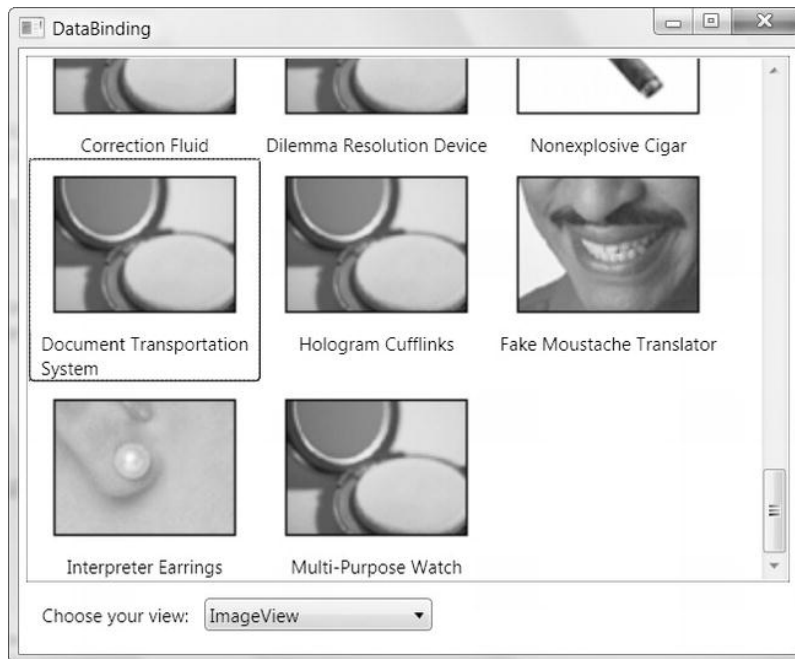 DataBinding
Correction Fluid
Dilemma Resolution Device
Nonexplosive Cigar
Document Transportation
System
Hologram Cufflinks
Fake Moustache Translator
Interpreter Earrings
Multi-Purpose Watch
Choose your view: ImageView